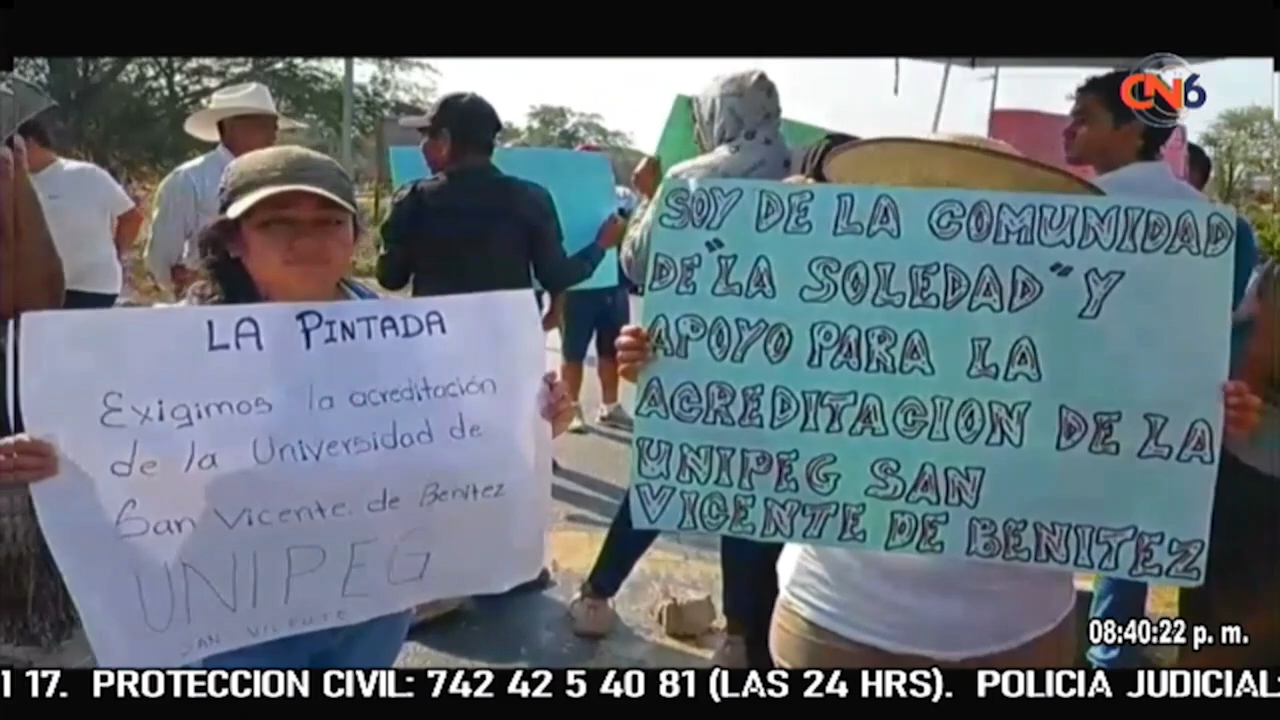 CN6
LA PINTADA
Exigimos la acreditación
de la Universidad de
San Vicente de Benitez
UNIPEG
SAN VICENTE
SOY DE LA COMUNIDAD
DE "LA SOLEDAD" Y
APOYO PARA LA
ACREDITACION DE LA
UNIPEG SAN
VICENTE DE BENITEZ
08:40:22 p. m.
1 17. PROTECCION CIVIL: 742 42 5 40 81 (LAS 24 HRS). POLICIA JUDICIAL: